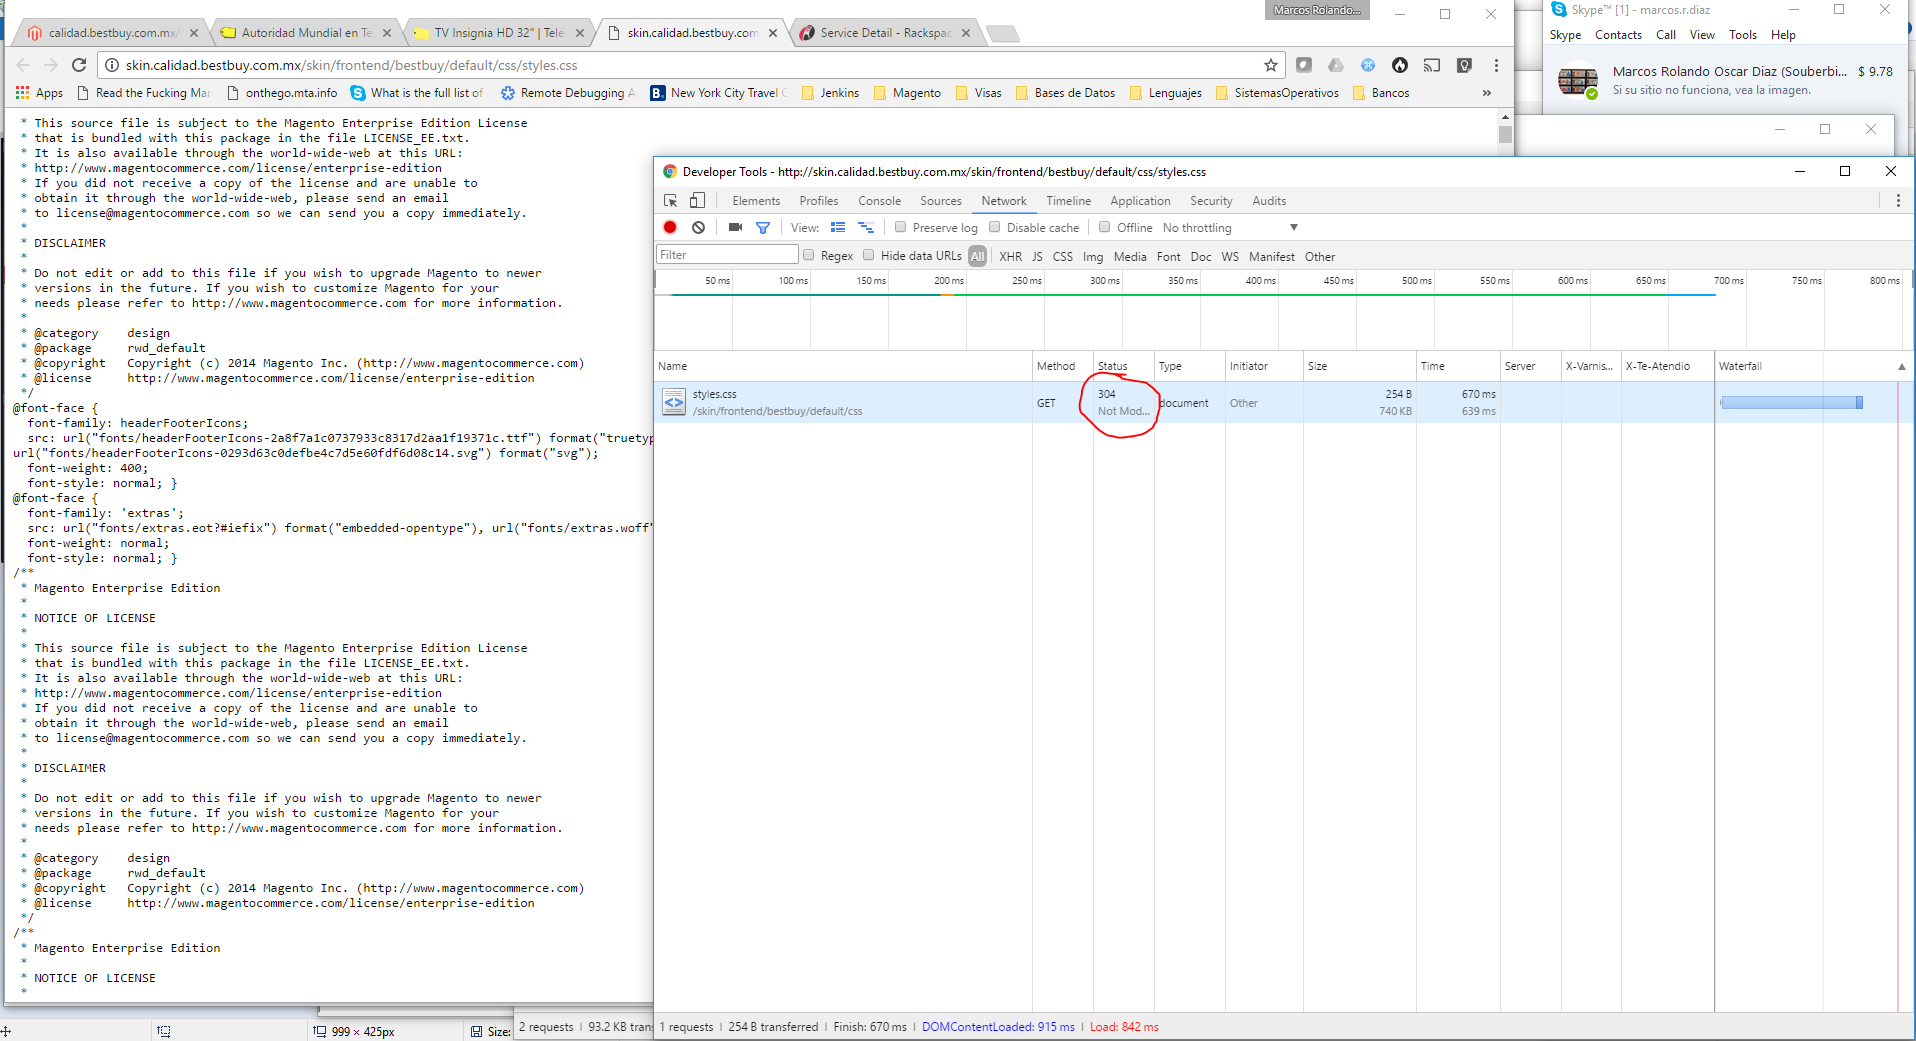 Marcos Rolando...
calidad.bestbuy.com.mx/
Autoridad Mundial en Te
TV Insignia HD 32" | Tele
skin.calidad.bestbuy.com
Service Detail - Rackspac
skin.calidad.bestbuy.com.mx/skin/frontend/bestbuy/default/css/styles.css
Apps
Read the Fucking Man
onthego.mta.info
What is the full list of
Remote Debugging A
New York City Travel G
Jenkins
Magento
Visas
Bases de Datos
Lenguajes
SistemasOperativos
Bancos
»
Skype™ [1] - marcos.r.diaz
Skype Contacts Call View Tools Help
Marcos Rolando Oscar Diaz (Souberbi... $ 9.78
Si su sitio no funciona, vea la imagen.
* This source file is subject to the Magento Enterprise Edition License
* that is bundled with this package in the file LICENSE_EE.txt.
* It is also available through the world-wide-web at this URL:
* http://www.magentocommerce.com/license/enterprise-edition
* If you did not receive a copy of the license and are unable to
* obtain it through the world-wide-web, please send an email
* to license@magentocommerce.com so we can send you a copy immediately.
*
* DISCLAIMER
*
* Do not edit or add to this file if you wish to upgrade Magento to newer
* versions in the future. If you wish to customize Magento for your
* needs please refer to http://www.magentocommerce.com for more information.
*
* @category    design
* @package     rwd_default
* @copyright   Copyright (c) 2014 Magento Inc. (http://www.magentocommerce.com)
* @license     http://www.magentocommerce.com/license/enterprise-edition
*/
@font-face {
font-family: headerFooterIcons;
src: url("fonts/headerFooterIcons-2a8f7a1c0737933c8317d2aa1f19371c.ttf") format("truetyp
url("fonts/headerFooterIcons-0293d63c0defbe4c7d5e60fdf6d08c14.svg") format("svg");
font-weight: 400;
font-style: normal; }
@font-face {
font-family: 'extras';
src: url("fonts/extras.eot?#iefix") format("embedded-opentype"), url("fonts/extras.woff"
font-weight: normal;
font-style: normal; }
/**
* Magento Enterprise Edition
*
* NOTICE OF LICENSE
*
* This source file is subject to the Magento Enterprise Edition License
* that is bundled with this package in the file LICENSE_EE.txt.
* It is also available through the world-wide-web at this URL:
* http://www.magentocommerce.com/license/enterprise-edition
* If you did not receive a copy of the license and are unable to
* obtain it through the world-wide-web, please send an email
* to license@magentocommerce.com so we can send you a copy immediately.
*
* DISCLAIMER
*
* Do not edit or add to this file if you wish to upgrade Magento to newer
* versions in the future. If you wish to customize Magento for your
* needs please refer to http://www.magentocommerce.com for more information.
*
* @category    design
* @package     rwd_default
* @copyright   Copyright (c) 2014 Magento Inc. (http://www.magentocommerce.com)
* @license     http://www.magentocommerce.com/license/enterprise-edition
*/
/**
* Magento Enterprise Edition
*
* NOTICE OF LICENSE
*
Developer Tools - http://skin.calidad.bestbuy.com.mx/skin/frontend/bestbuy/default/css/styles.css
Elements Profiles Console Sources Network Timeline Application Security Audits
View: Preserve log Disable cache Offline No throttling
Filter Regex Hide data URLs All XHR JS CSS Img Media Font Doc WS Manifest Other
50 ms 100 ms 150 ms 200 ms 250 ms 300 ms 350 ms 400 ms 450 ms 500 ms 550 ms 600 ms 650 ms 700 ms 750 ms 800 ms
Name Method Status Type Initiator Size Time Server X-Varnis... X-Te-Atendio Waterfall
styles.css 304 254 B 670 ms
GET document Other
/skin/frontend/bestbuy/default/css Not Mod... 740 KB 639 ms
1 requests | 254 B transferred | Finish: 670 ms | DOMContentLoaded: 915 ms | Load: 842 ms
999 × 425px
Size:
2 requests | 93.2 KB trans